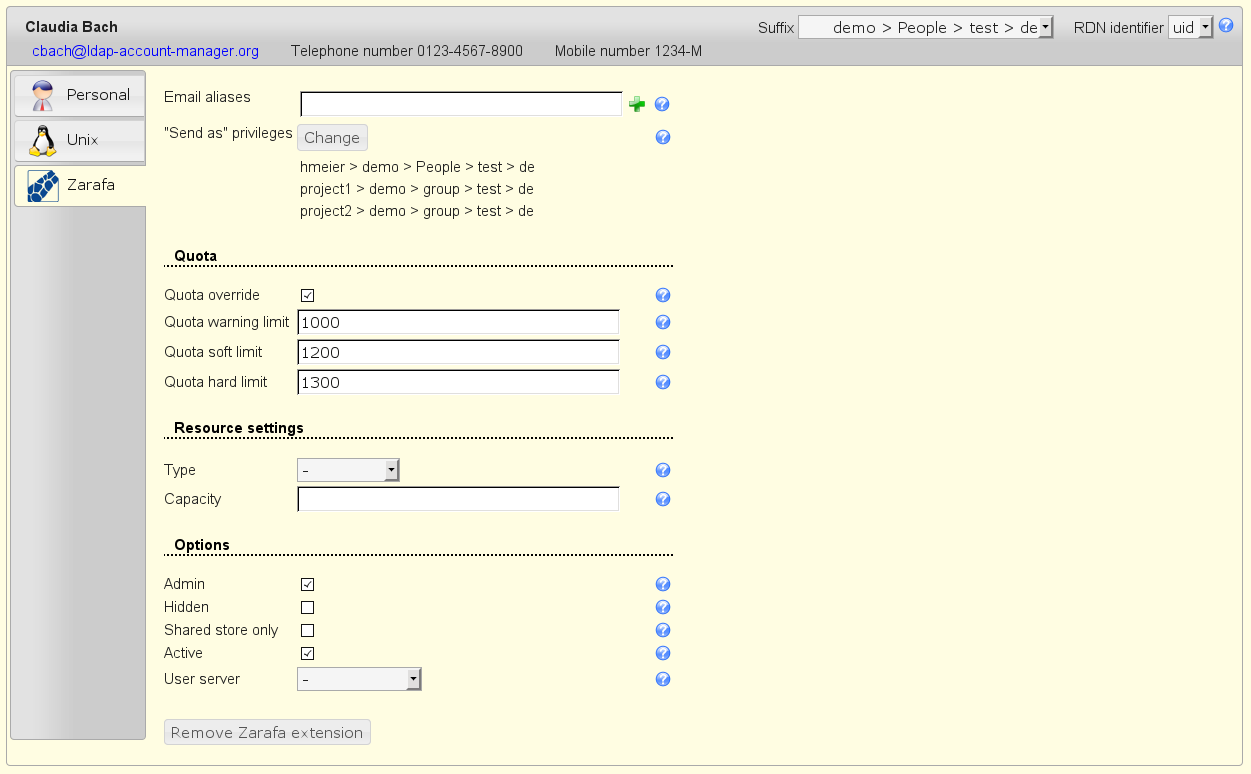 Claudia Bach
Suffix demo > People > test > de RDN identifier uid
cbach@ldap-account-manager.org Telephone number 0123-4567-8900 Mobile number 1234-M
Personal
Unix
Zarafa
Email aliases
"Send as" privileges Change
hmeier > demo > People > test > de
project1 > demo > group > test > de
project2 > demo > group > test > de
Quota
Quota override
Quota warning limit 1000
Quota soft limit 1200
Quota hard limit 1300
Resource settings
Type -
Capacity
Options
Admin
Hidden
Shared store only
Active
User server -
Remove Zarafa extension